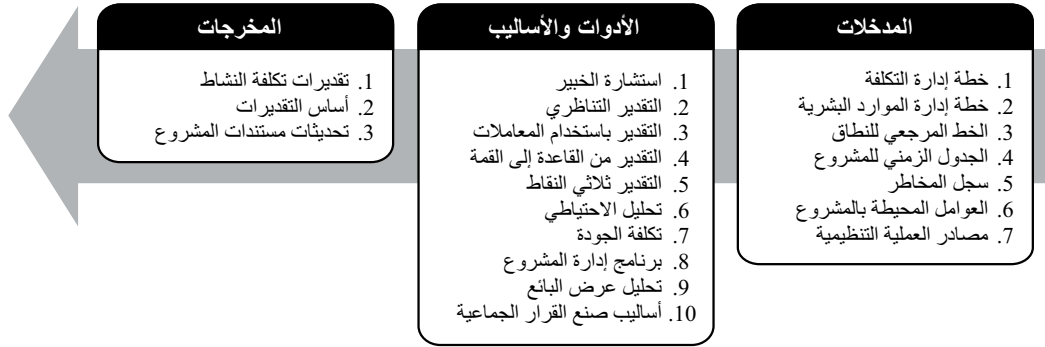 المدخلات
1. خطة إدارة التكلفة
2. خطة إدارة الموارد البشرية
3. الخط المرجعي للنطاق
4. الجدول الزمني للمشروع
5. سجل المخاطر
6. العوامل المحيطة بالمشروع
7. مصادر العملية التنظيمية
الأدوات والأساليب
1. استشارة الخبير
2. التقدير التناظري
3. التقدير باستخدام المعاملات
4. التقدير من القاعدة إلى القمة
5. التقدير ثلاثي النقاط
6. تحليل الاحتياطي
7. تكلفة الجودة
8. برنامج إدارة المشروع
9. تحليل عرض البائع
10. أساليب صنع القرار الجماعية
المخرجات
1. تقديرات تكلفة النشاط
2. أساس التقديرات
3. تحديثات مستندات المشروع